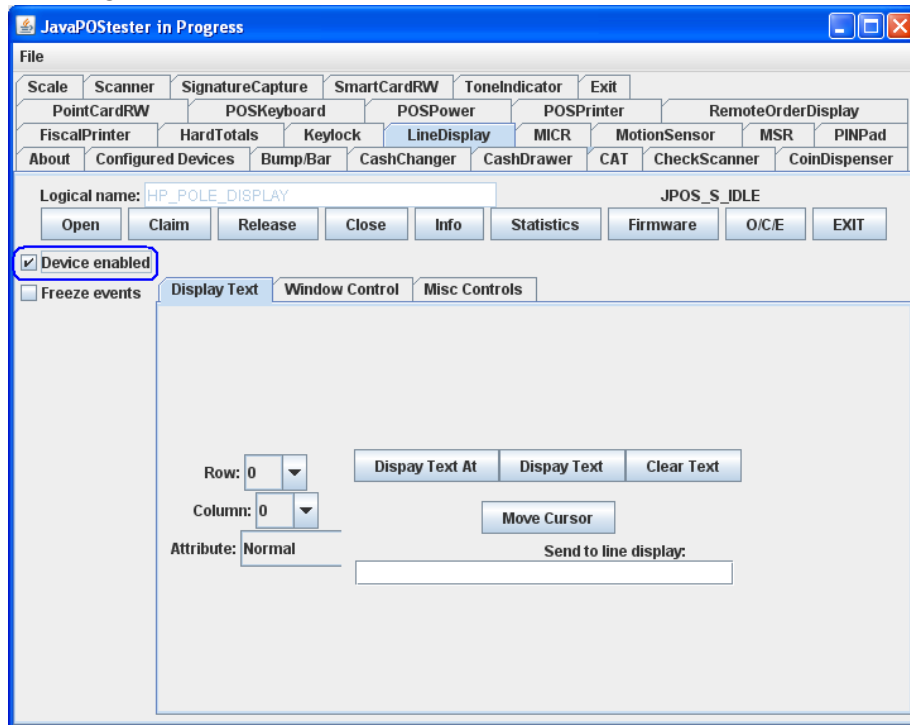 JavaPOStester in Progress
File
Scale Scanner SignatureCapture SmartCardRW ToneIndicator Exit
PointCardRW POSKeyboard POSPower POSPrinter RemoteOrderDisplay
FiscalPrinter HardTotals Keylock LineDisplay MICR MotionSensor MSR PINPad
About Configured Devices Bump/Bar CashChanger CashDrawer CAT CheckScanner CoinDispenser
Logical name: HP_POLE_DISPLAY JPOS_S_IDLE
Open Claim Release Close Info Statistics Firmware O/C/E EXIT
Device enabled
Freeze events Display Text Window Control Misc Controls
Row: 0 Dispay Text At Dispay Text Clear Text
Column: 0 Move Cursor
Attribute: Normal Send to line display: